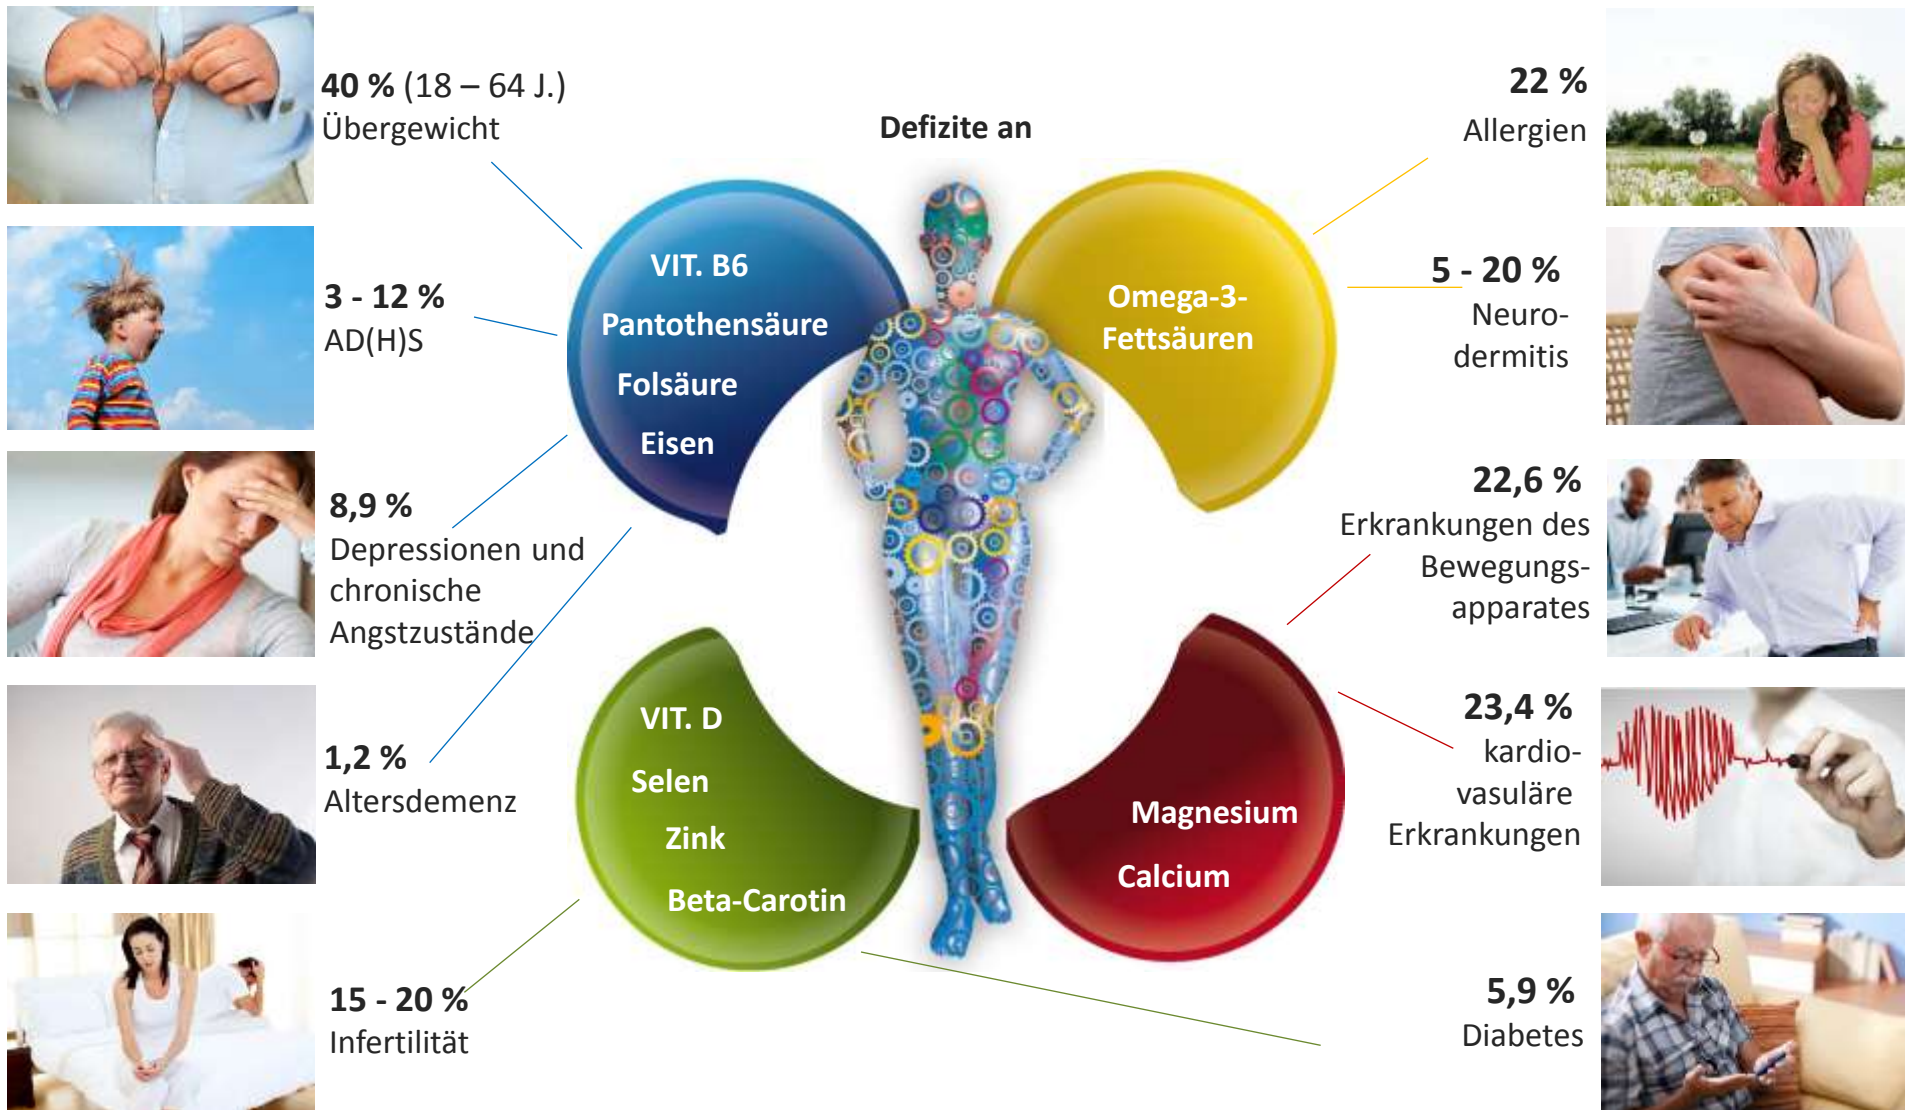 40 % (18 – 64 J.)
Übergewicht
3 - 12 %
AD(H)S
8,9 %
Depressionen und
chronische
Angstzustände
1,2 %
Altersdemenz
15 - 20 %
Infertilität
Defizite an
VIT. B6
Pantothensäure
Folsäure
Eisen
Omega-3-
Fettsäuren
VIT. D
Selen
Zink
Beta-Carotin
Magnesium
Calcium
22 %
Allergien
5 - 20 %
Neuro-
dermitis
22,6 %
Erkrankungen des
Bewegungs-
apparates
23,4 %
kardio-
vasuläre
Erkrankungen
5,9 %
Diabetes